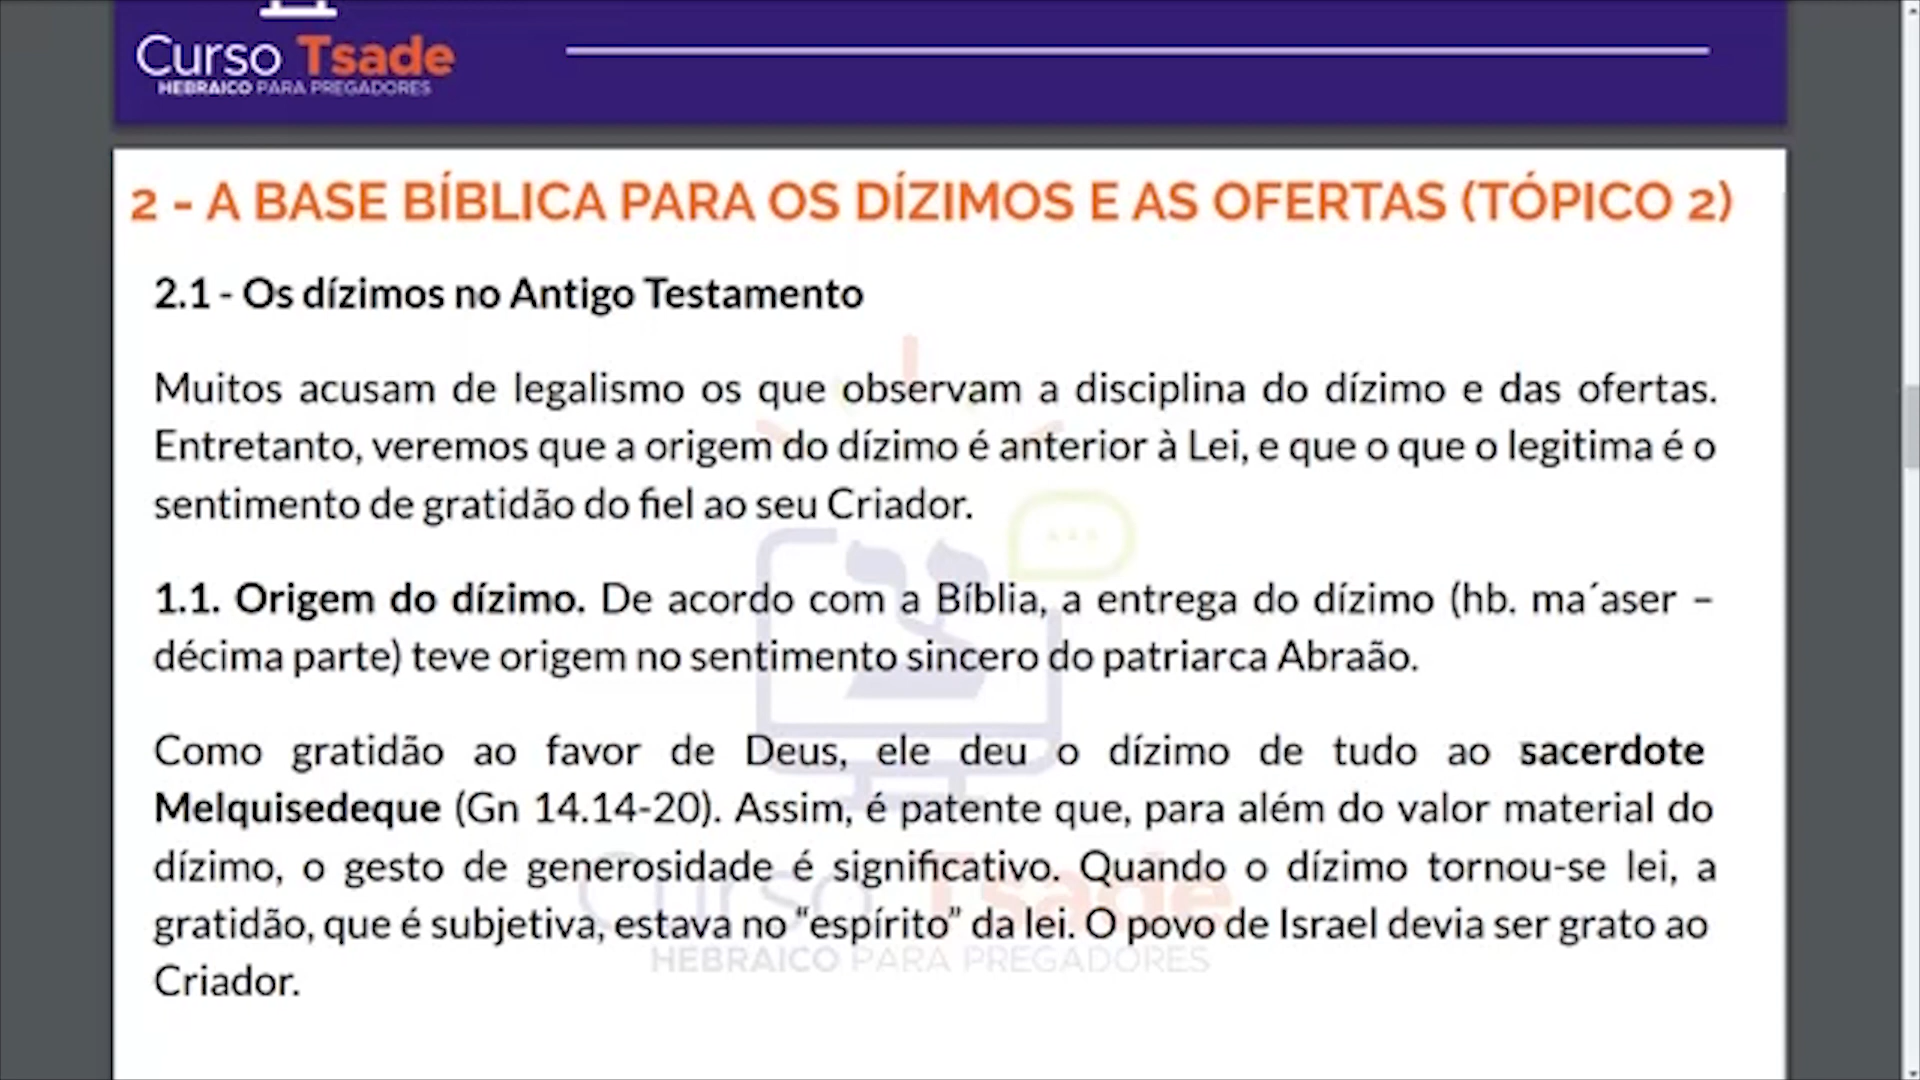 Curso Tsade
HEBRAICO PARA PREGADORES
2 - A BASE BÍBLICA PARA OS DÍZIMOS E AS OFERTAS (TÓPICO 2)
2.1 - Os dízimos no Antigo Testamento
Muitos acusam de legalismo os que observam a disciplina do dízimo e das ofertas.
Entretanto, veremos que a origem do dízimo é anterior à Lei, e que o que o legitima é o
sentimento de gratidão do fiel ao seu Criador.
1.1. Origem do dízimo. De acordo com a Bíblia, a entrega do dízimo (hb. ma´aser –
décima parte) teve origem no sentimento sincero do patriarca Abraão.
Como gratidão ao favor de Deus, ele deu o dízimo de tudo ao sacerdote
Melquisedeque (Gn 14.14-20). Assim, é patente que, para além do valor material do
dízimo, o gesto de generosidade é significativo. Quando o dízimo tornou-se lei, a
gratidão, que é subjetiva, estava no “espírito” da lei. O povo de Israel devia ser grato ao
Criador.
צ
Curso Tsade
HEBRAICO PARA PREGADORES